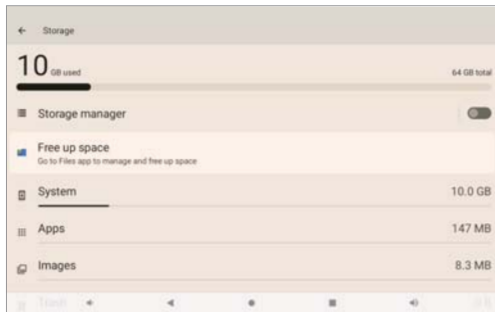 Storage
10 GB used
64 GB total
Storage manager
Free up space
Go to Files app to manage and free up space
System
10.0 GB
Apps
147 MB
Images
8.3 MB
Trash